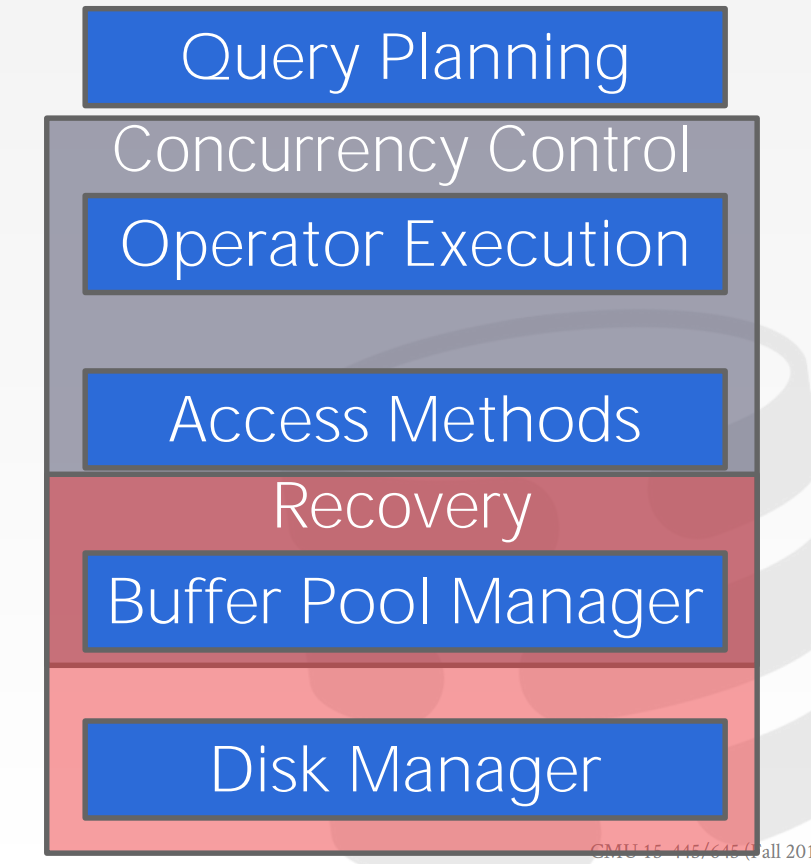 Query Planning
Concurrency Control
Operator Execution
Access Methods
Recovery
Buffer Pool Manager
Disk Manager
CMU 15-445/645 (Fall 201